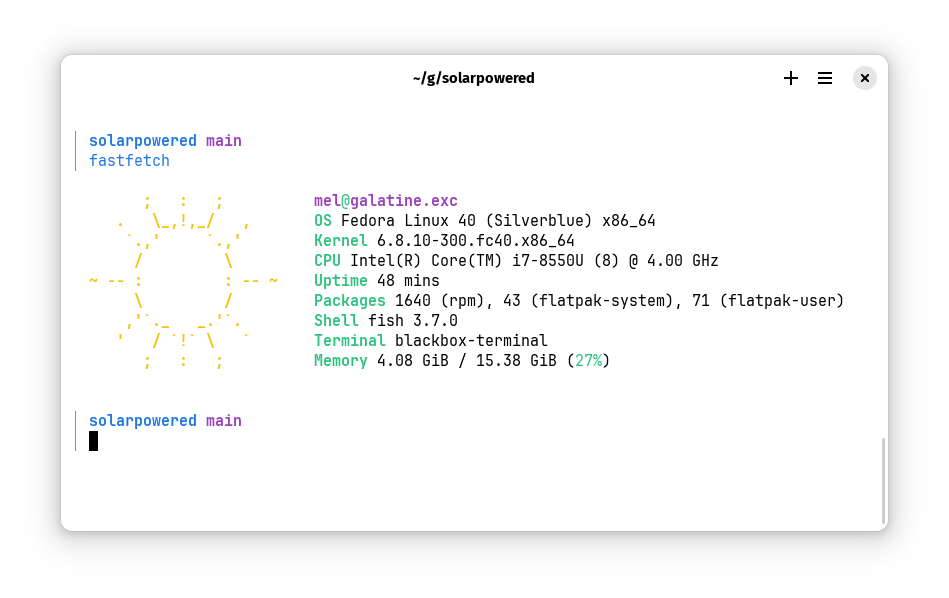 ~/g/solarpowered
solarpowered main
fastfetch
mel@galatine.exc
OS Fedora Linux 40 (Silverblue) x86_64
Kernel 6.8.10-300.fc40.x86_64
CPU Intel(R) Core(TM) i7-8550U (8) @ 4.00 GHz
Uptime 48 mins
Packages 1640 (rpm), 43 (flatpak-system), 71 (flatpak-user)
Shell fish 3.7.0
Terminal blackbox-terminal
Memory 4.08 GiB / 15.38 GiB (27%)
solarpowered main